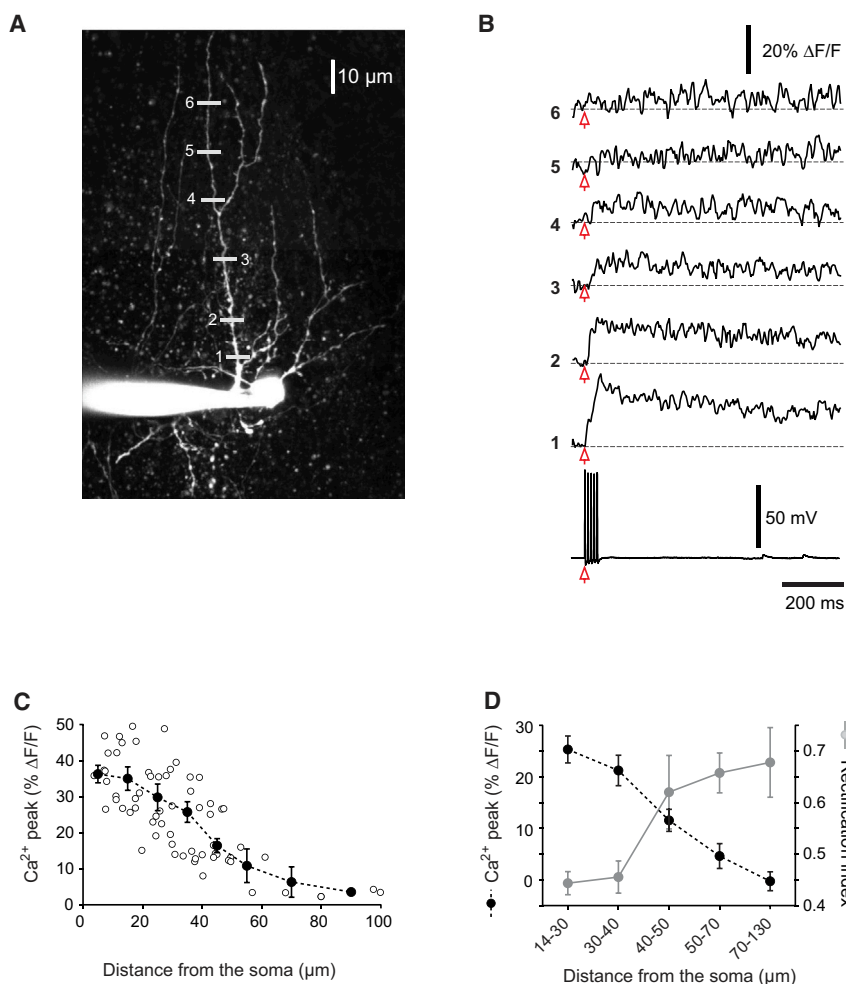 A
10 µm
6
5
4
3
2
1
B
20% ΔF/F
6
5
4
3
2
1
50 mV
200 ms
C
Ca2+ peak (% ΔF/F)
50
40
30
20
10
0
0 20 40 60 80 100
Distance from the soma (µm)
D
Ca2+ peak (% ΔF/F)
30
20
10
0
0.7
0.6
0.5
0.4
Rectification index
14-30 30-40 40-50 50-70 70-130
Distance from the soma (µm)